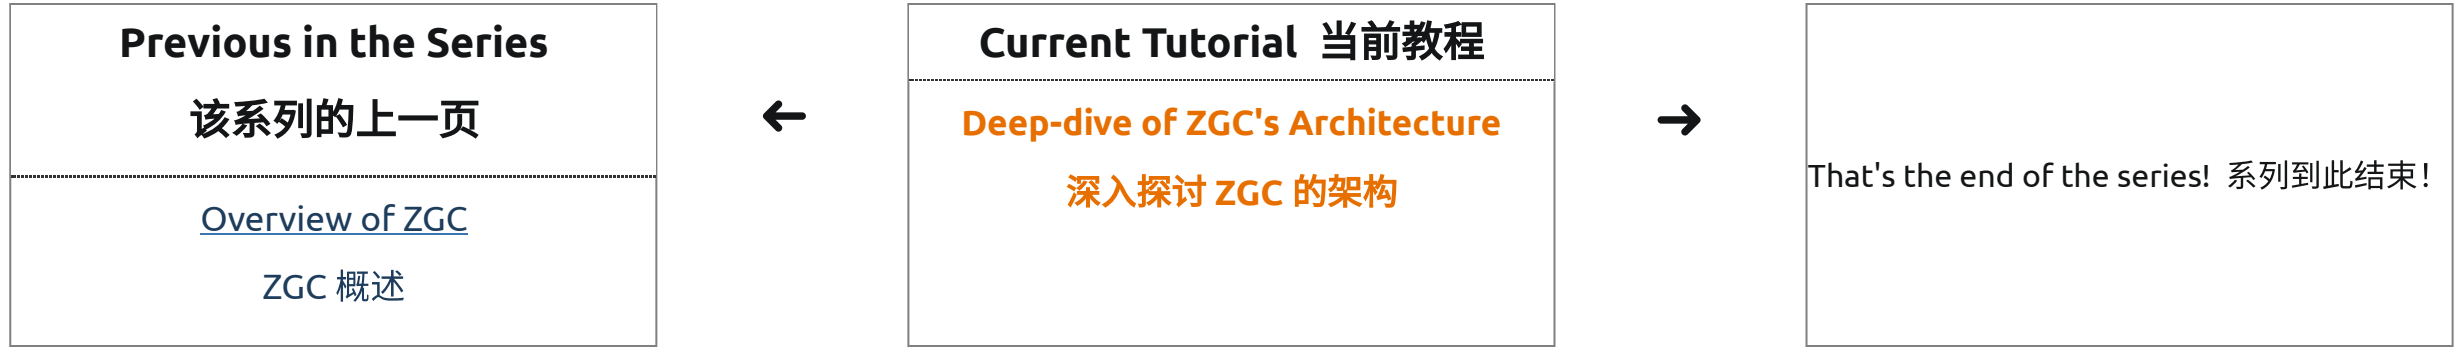 Previous in the Series
该系列的上一页
Overview of ZGC
ZGC 概述
Current Tutorial 当前教程
Deep-dive of ZGC's Architecture
深入探讨 ZGC 的架构
That's the end of the series! 系列到此结束！